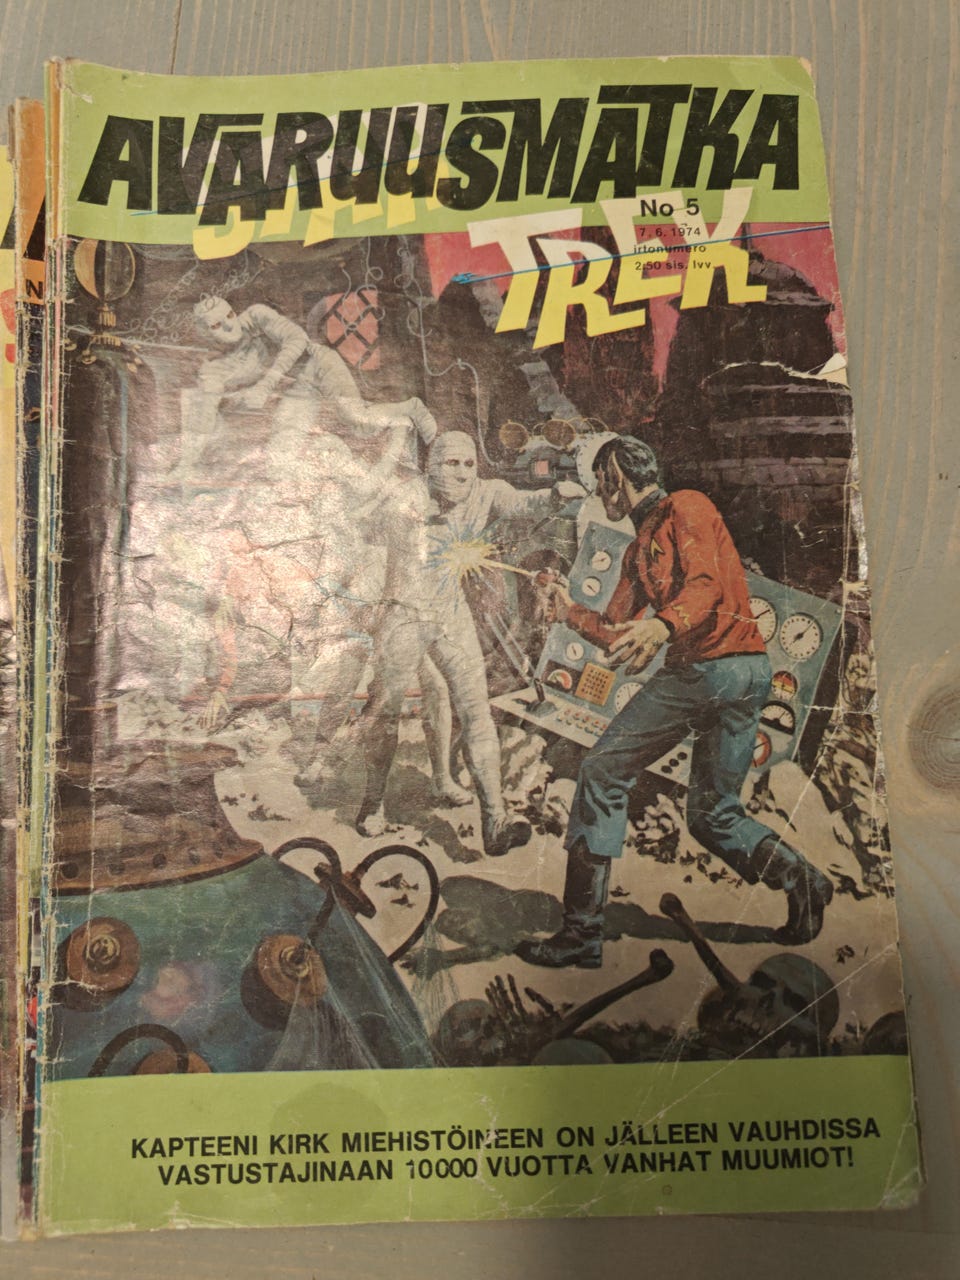 AVARUUSMATKA
STAR
TREK
No 5
7.6.1974
irtonumero
2:50 sis. lvv.
KAPTEENI KIRK MIEHISTÖINEEN ON JÄLLEEN VAUHDISSA
VASTUSTAJINAAN 10000 VUOTTA VANHAT MUUMIOT!